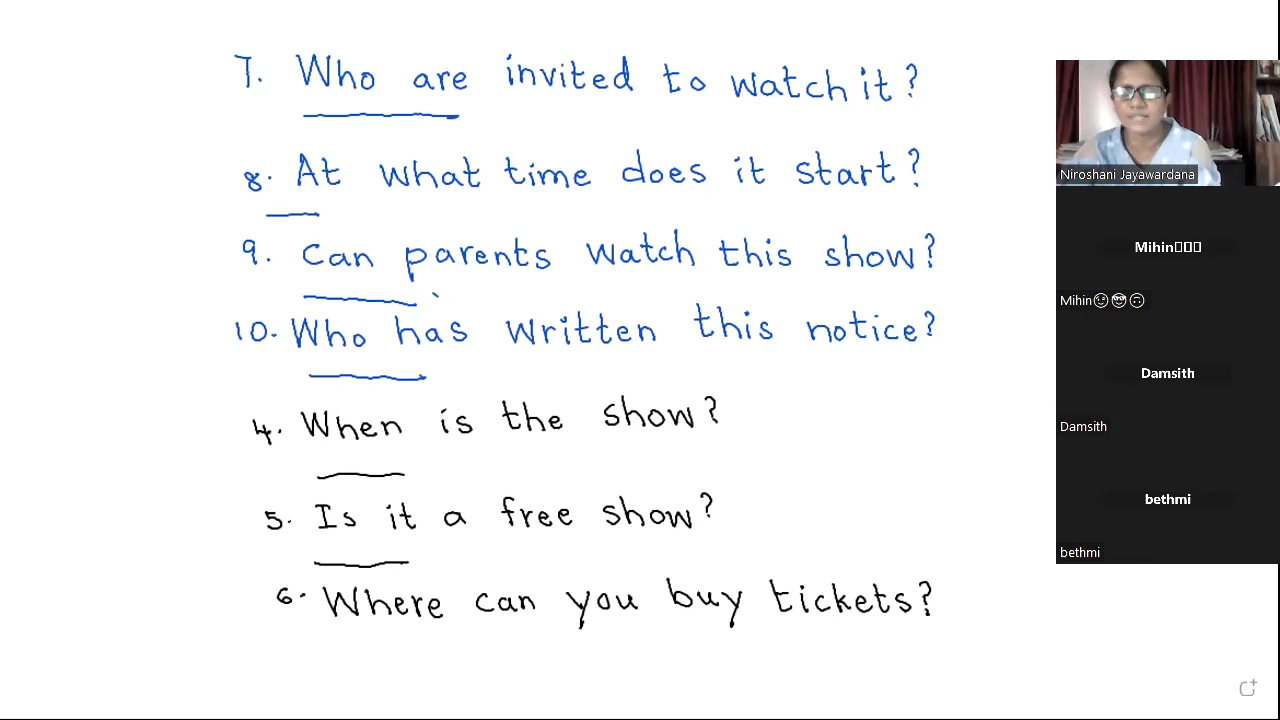 7. Who are invited to watch it?
8. At what time does it start?
9. Can parents watch this show?
10. Who has written this notice?
4. When is the show?
5. Is it a free show?
6. Where can you buy tickets?
Niroshani Jayawardana
Mihin□□□
Mihin😉😎🙃
Damsith
Damsith
bethmi
bethmi